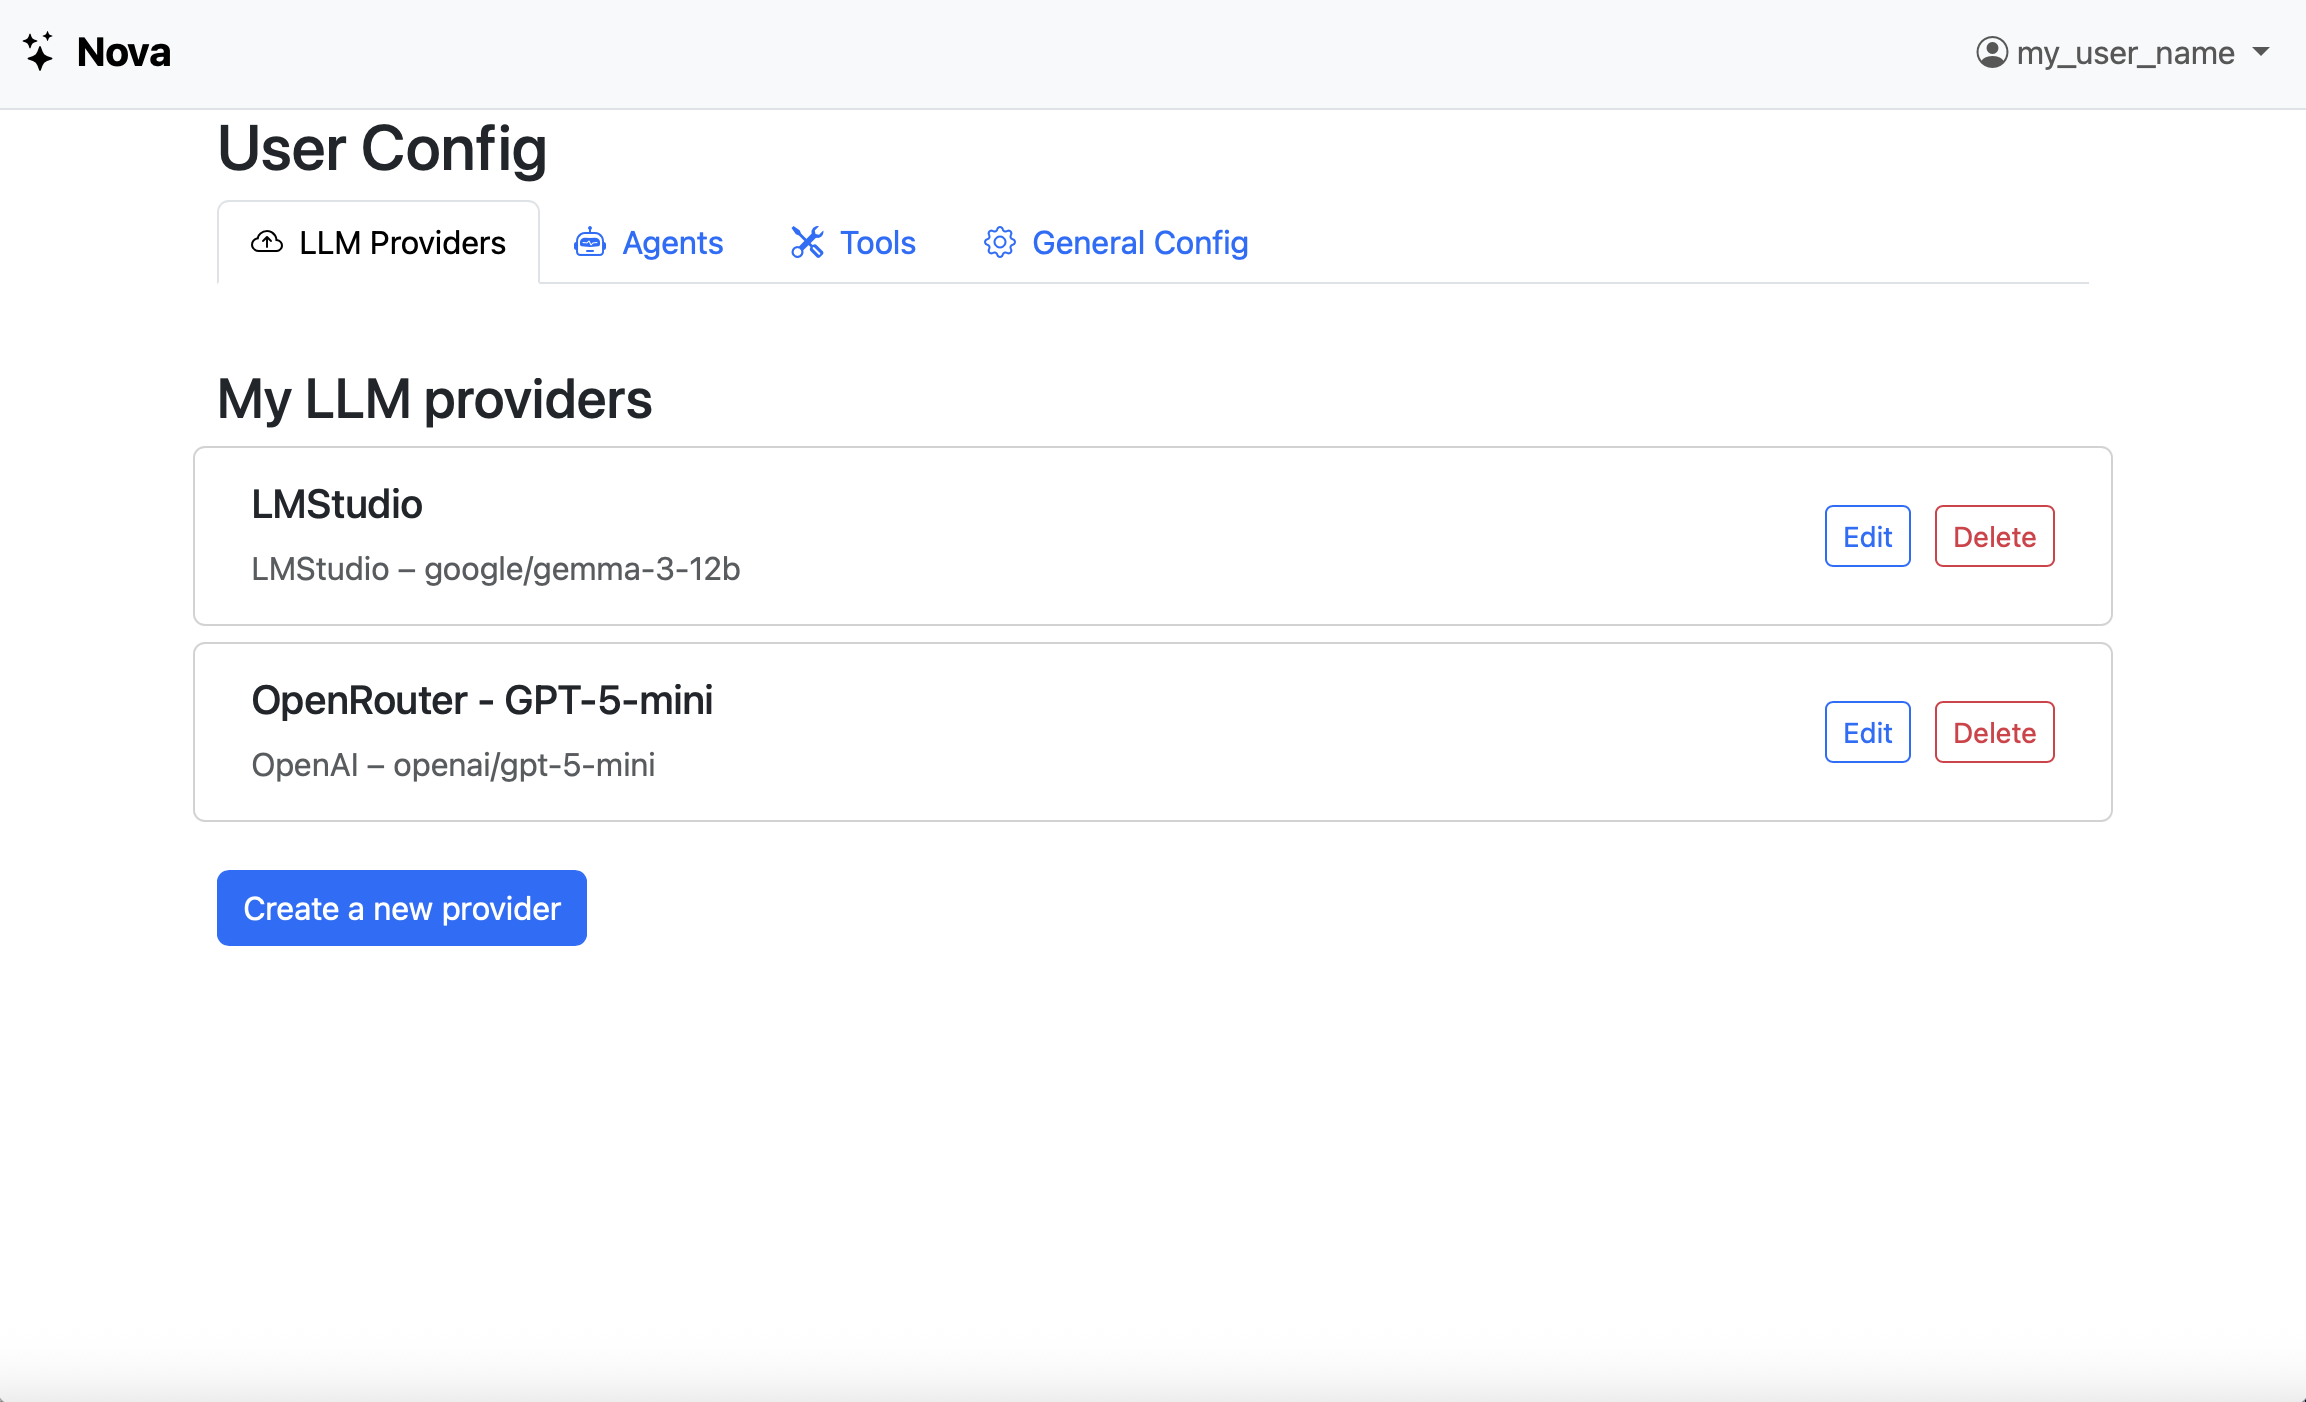 Nova
my_user_name
User Config
LLM Providers
Agents
Tools
General Config
My LLM providers
LMStudio
LMStudio – google/gemma-3-12b
Edit
Delete
OpenRouter - GPT-5-mini
OpenAI – openai/gpt-5-mini
Edit
Delete
Create a new provider